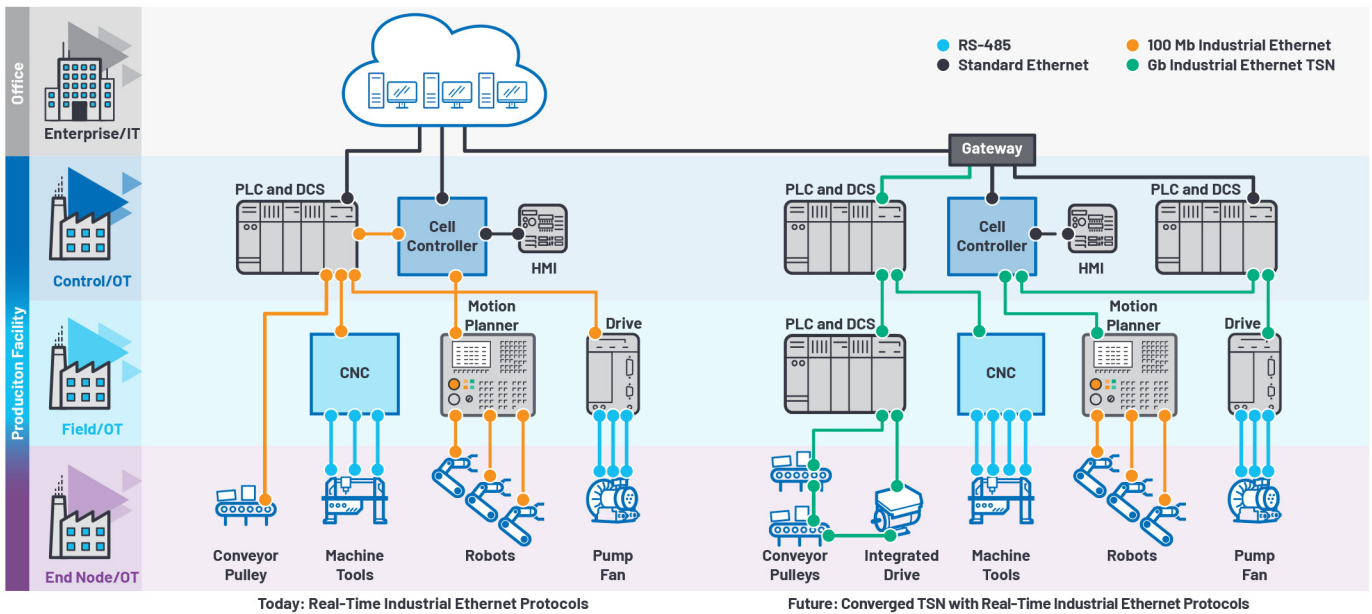 Office
Enterprise/IT
RS-485
100 Mb Industrial Ethernet
Standard Ethernet
Gb Industrial Ethernet TSN
Gateway
Produciton Facility
Control/OT
PLC and DCS
Cell
Controller
HMI
PLC and DCS
Cell
Controller
HMI
PLC and DCS
Field/OT
CNC
Motion
Planner
Drive
PLC and DCS
CNC
Motion
Planner
Drive
End Node/OT
Conveyor
Pulley
Machine
Tools
Robots
Pump
Fan
Conveyor
Pulleys
Integrated
Drive
Machine
Tools
Robots
Pump
Fan
Today: Real-Time Industrial Ethernet Protocols
Future: Converged TSN with Real-Time Industrial Ethernet Protocols